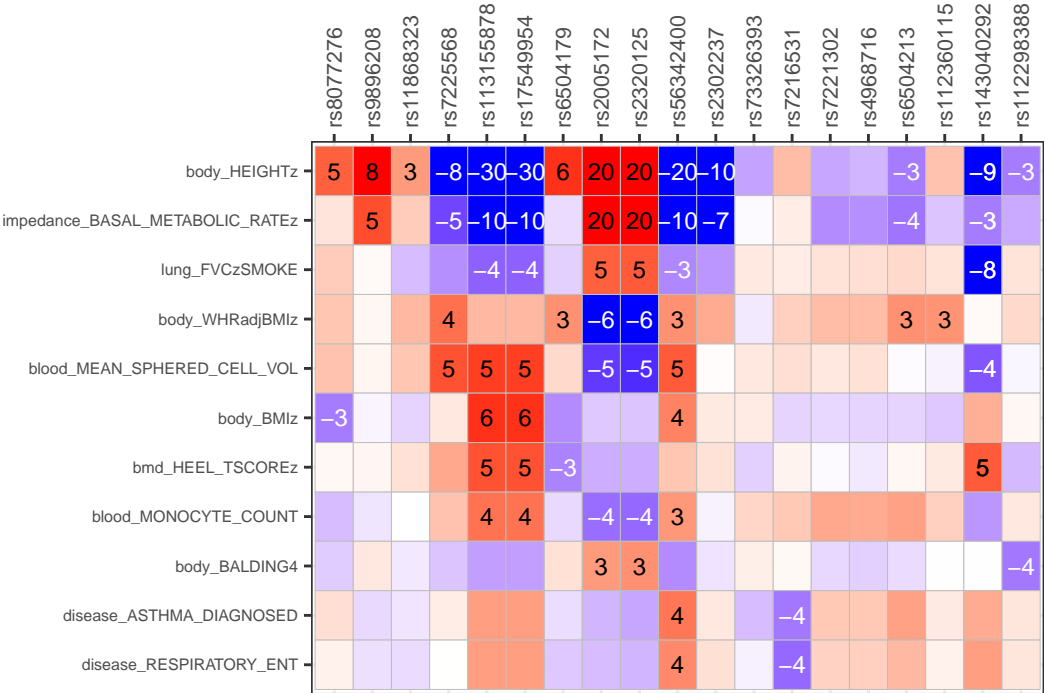 rs8077276 rs9896208 rs11868323 rs7225568 rs113155878 rs17549954 rs6504179 rs2005172 rs2320125 rs56342400 rs2302237 rs73326393 rs7216531 rs7221302 rs4968716 rs6504213 rs112360115 rs143040292 rs112298388
body_HEIGHTz 5 8 3 −8 −30 −30 6 20 20 −20 −10 −3 −9 −3
impedance_BASAL_METABOLIC_RATEz 5 −5 −10 −10 20 20 −10 −7 −4 −3
lung_FVCzSMOKE −4 −4 5 5 −3 −8
body_WHRadjBMIz 4 3 −6 −6 3 3 3
blood_MEAN_SPHERED_CELL_VOL 5 5 5 −5 −5 5 −4
body_BMIz −3 6 6 4
bmd_HEEL_TSCOREz 5 5 −3 5
blood_MONOCYTE_COUNT 4 4 −4 −4 3
body_BALDING4 3 3 −4
disease_ASTHMA_DIAGNOSED 4 −4
disease_RESPIRATORY_ENT 4 −4